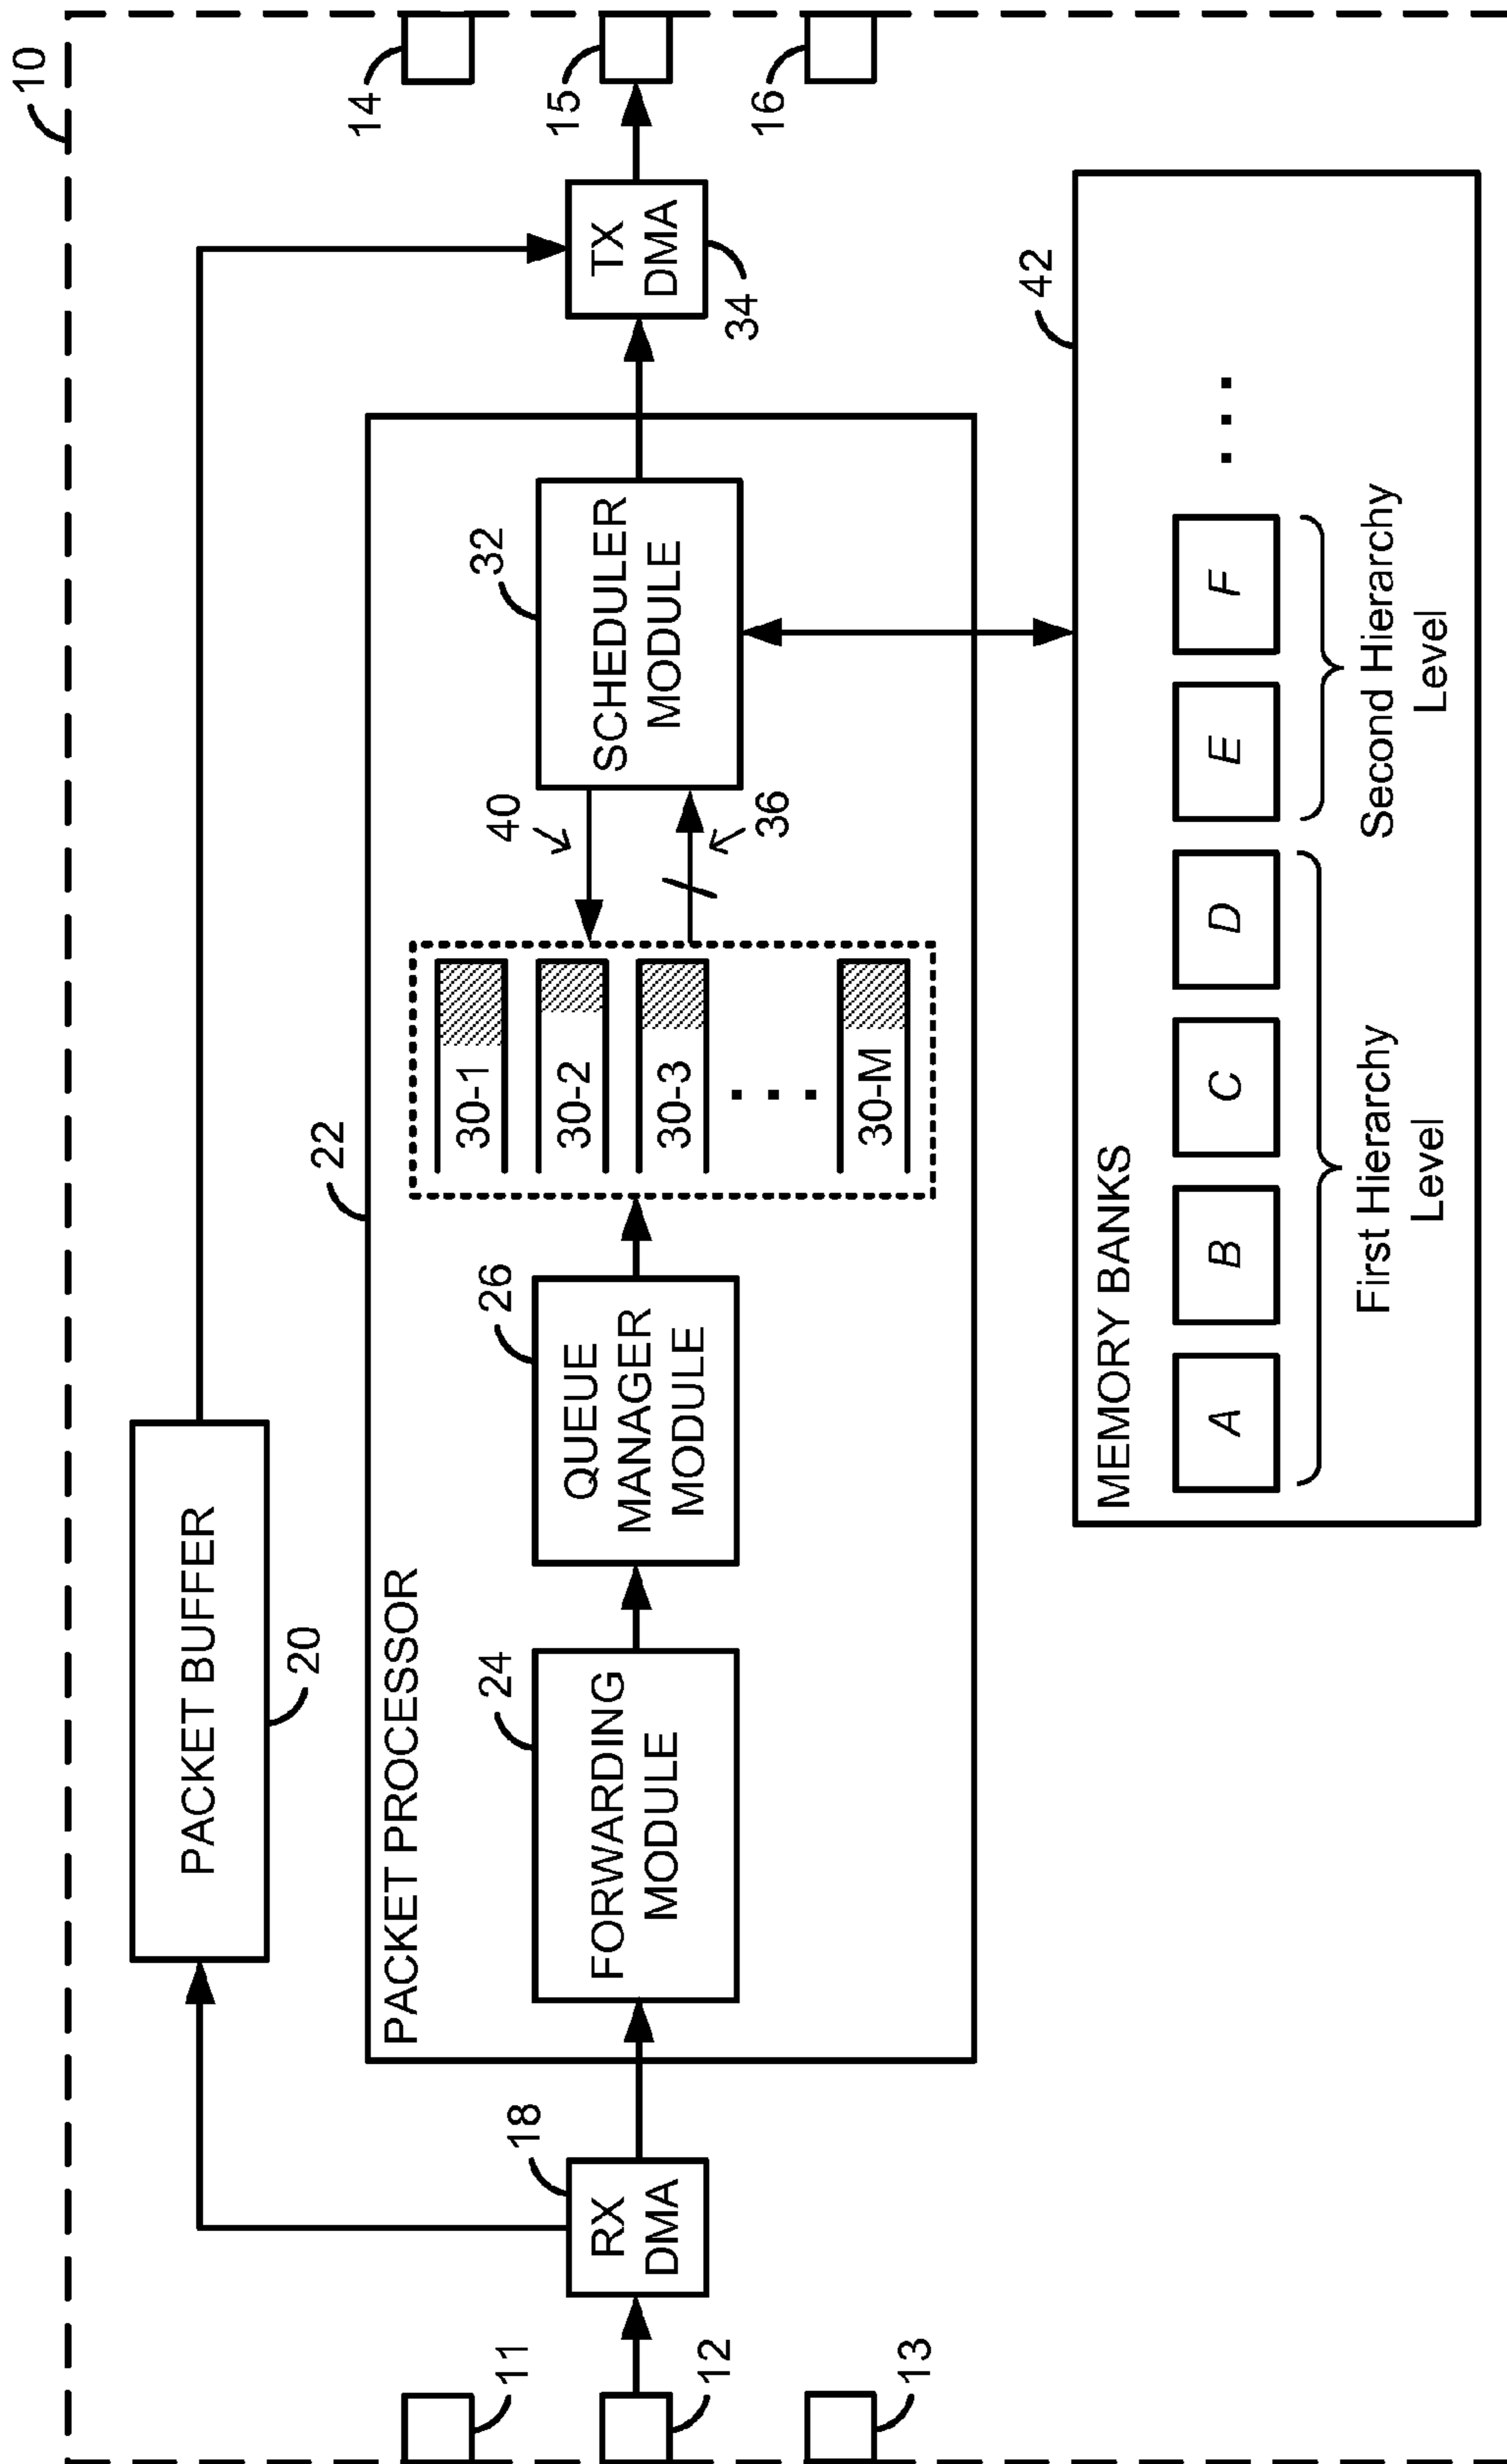 10
PACKET BUFFER
20
22
PACKET PROCESSOR
11
12
13
18
RX
DMA
24
FORWARDING
MODULE
26
QUEUE
MANAGER
MODULE
30-1
30-2
30-3
. . .
30-M
40
36
32
SCHEDULER
MODULE
TX
DMA
34
14
15
16
42
MEMORY BANKS
A B C D E F . . .
First Hierarchy
Level
Second Hierarchy
Level